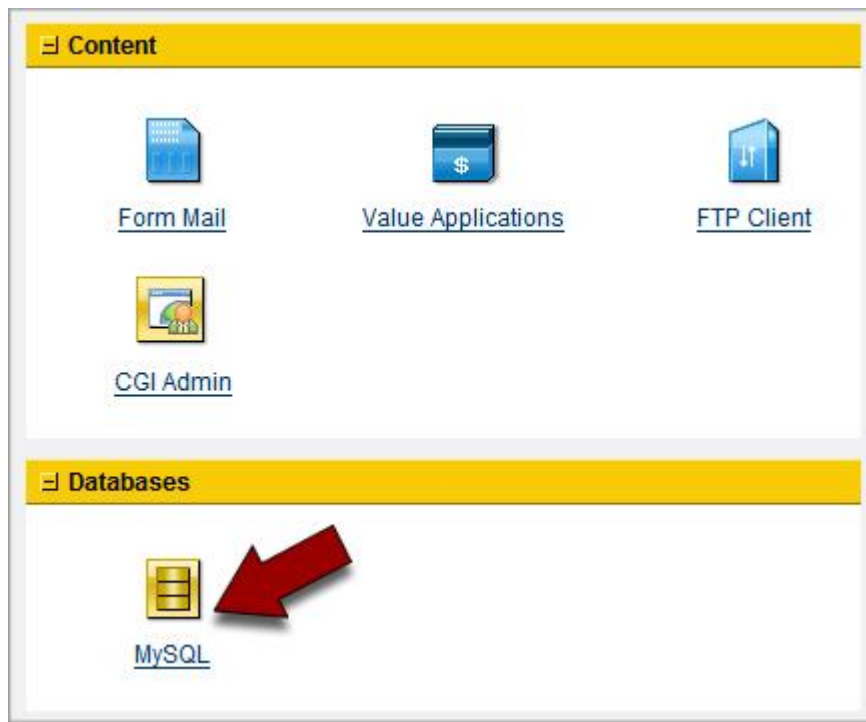 Content
Form Mail
Value Applications
FTP Client
CGI Admin
Databases
MySQL